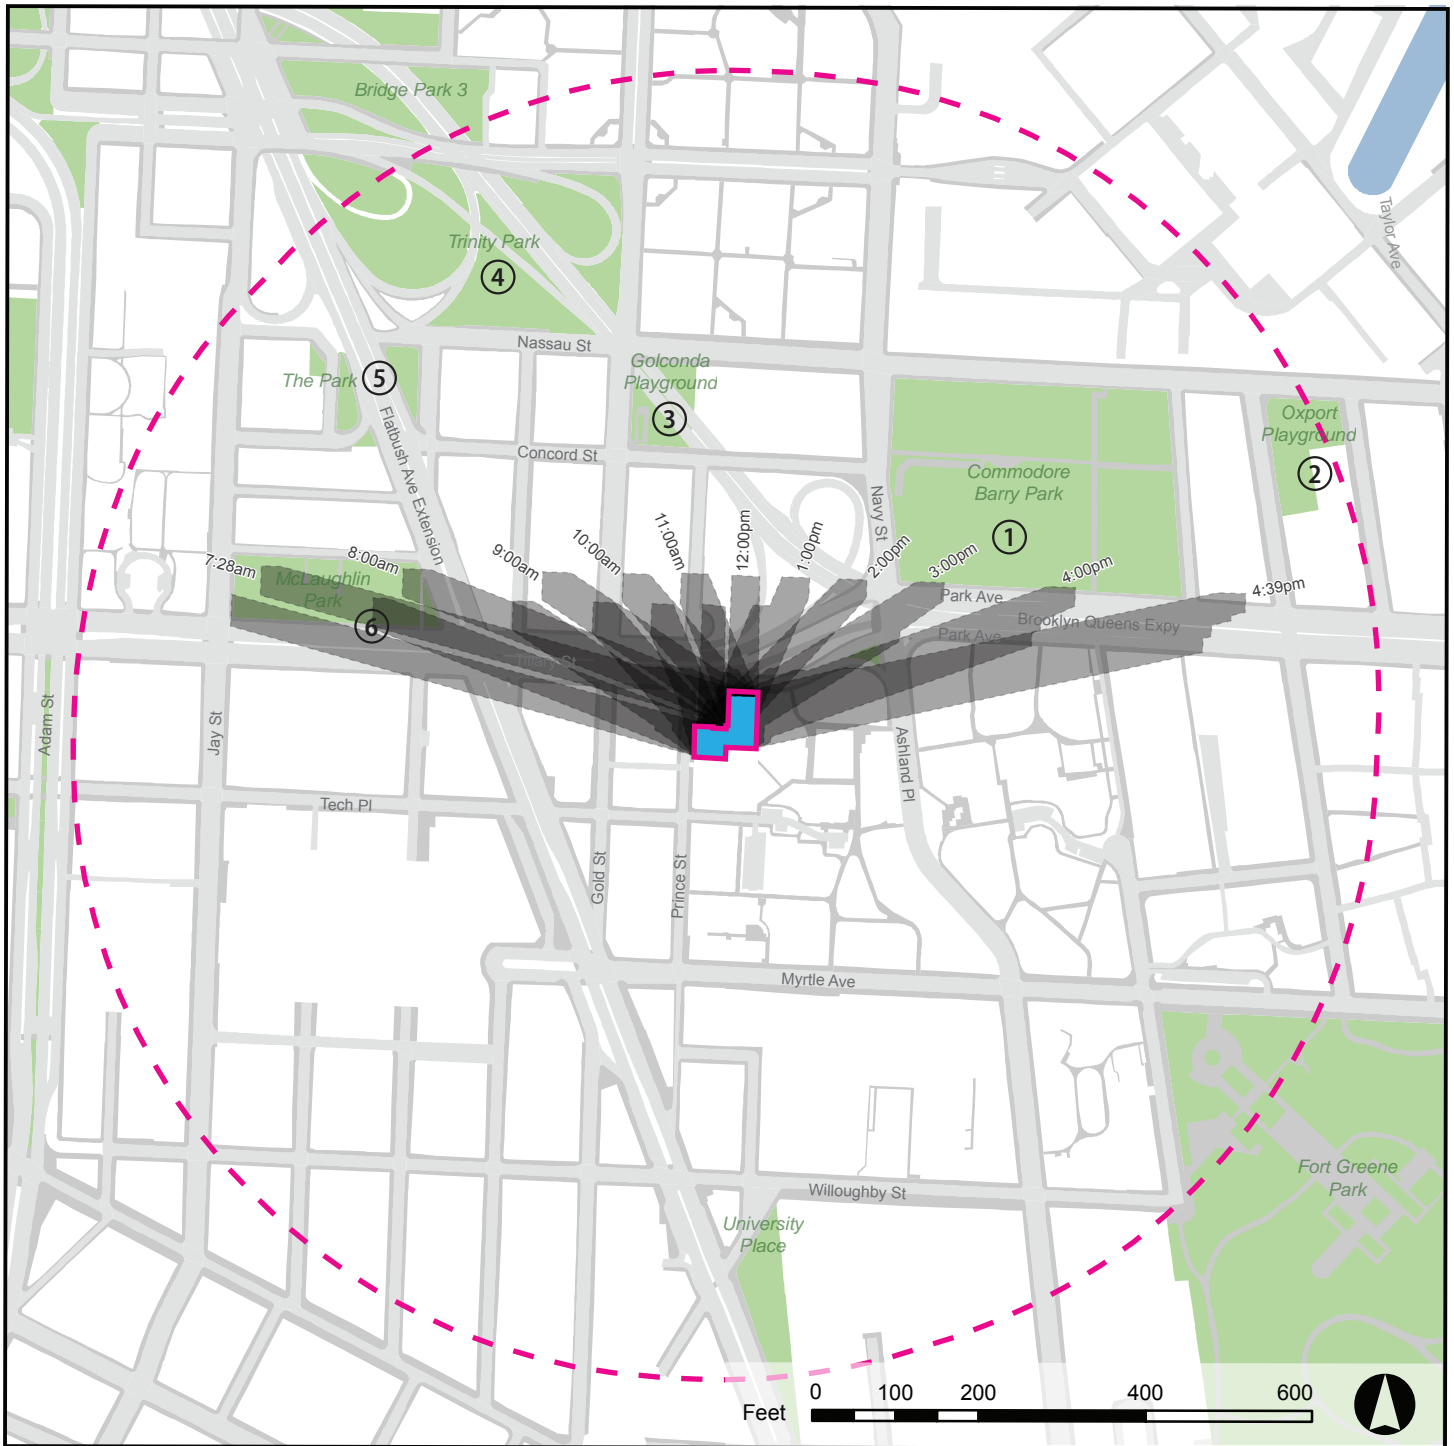 Bridge Park 3
Taylor Ave
Trinity Park
4
Nassau St
Golconda
Playground
The Park
5
3
Oxport
Playground
2
Flatbush Ave Extension
Concord St
Commodore
Barry Park
1
Navy St
7:28am
8:00am
9:00am
10:00am
11:00am
12:00pm
1:00pm
2:00pm
3:00pm
4:00pm
4:39pm
McLaughlin
Park
6
Park Ave
Brooklyn Queens Expy
Park Ave
Tillary St
Adam St
Jay St
Ashland Pl
Tech Pl
Gold St
Prince St
Myrtle Ave
Willoughby St
University
Place
Fort Greene
Park
Feet
0 100 200 400 600